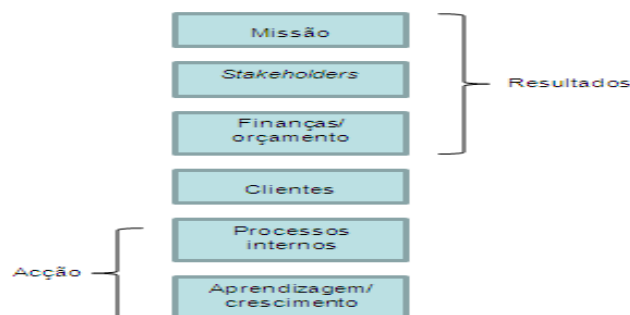 Missão
Stakeholders
Resultados
Finanças/
orçamento
Clientes
Processos
internos
Acção
Aprendizagem/
crescimento